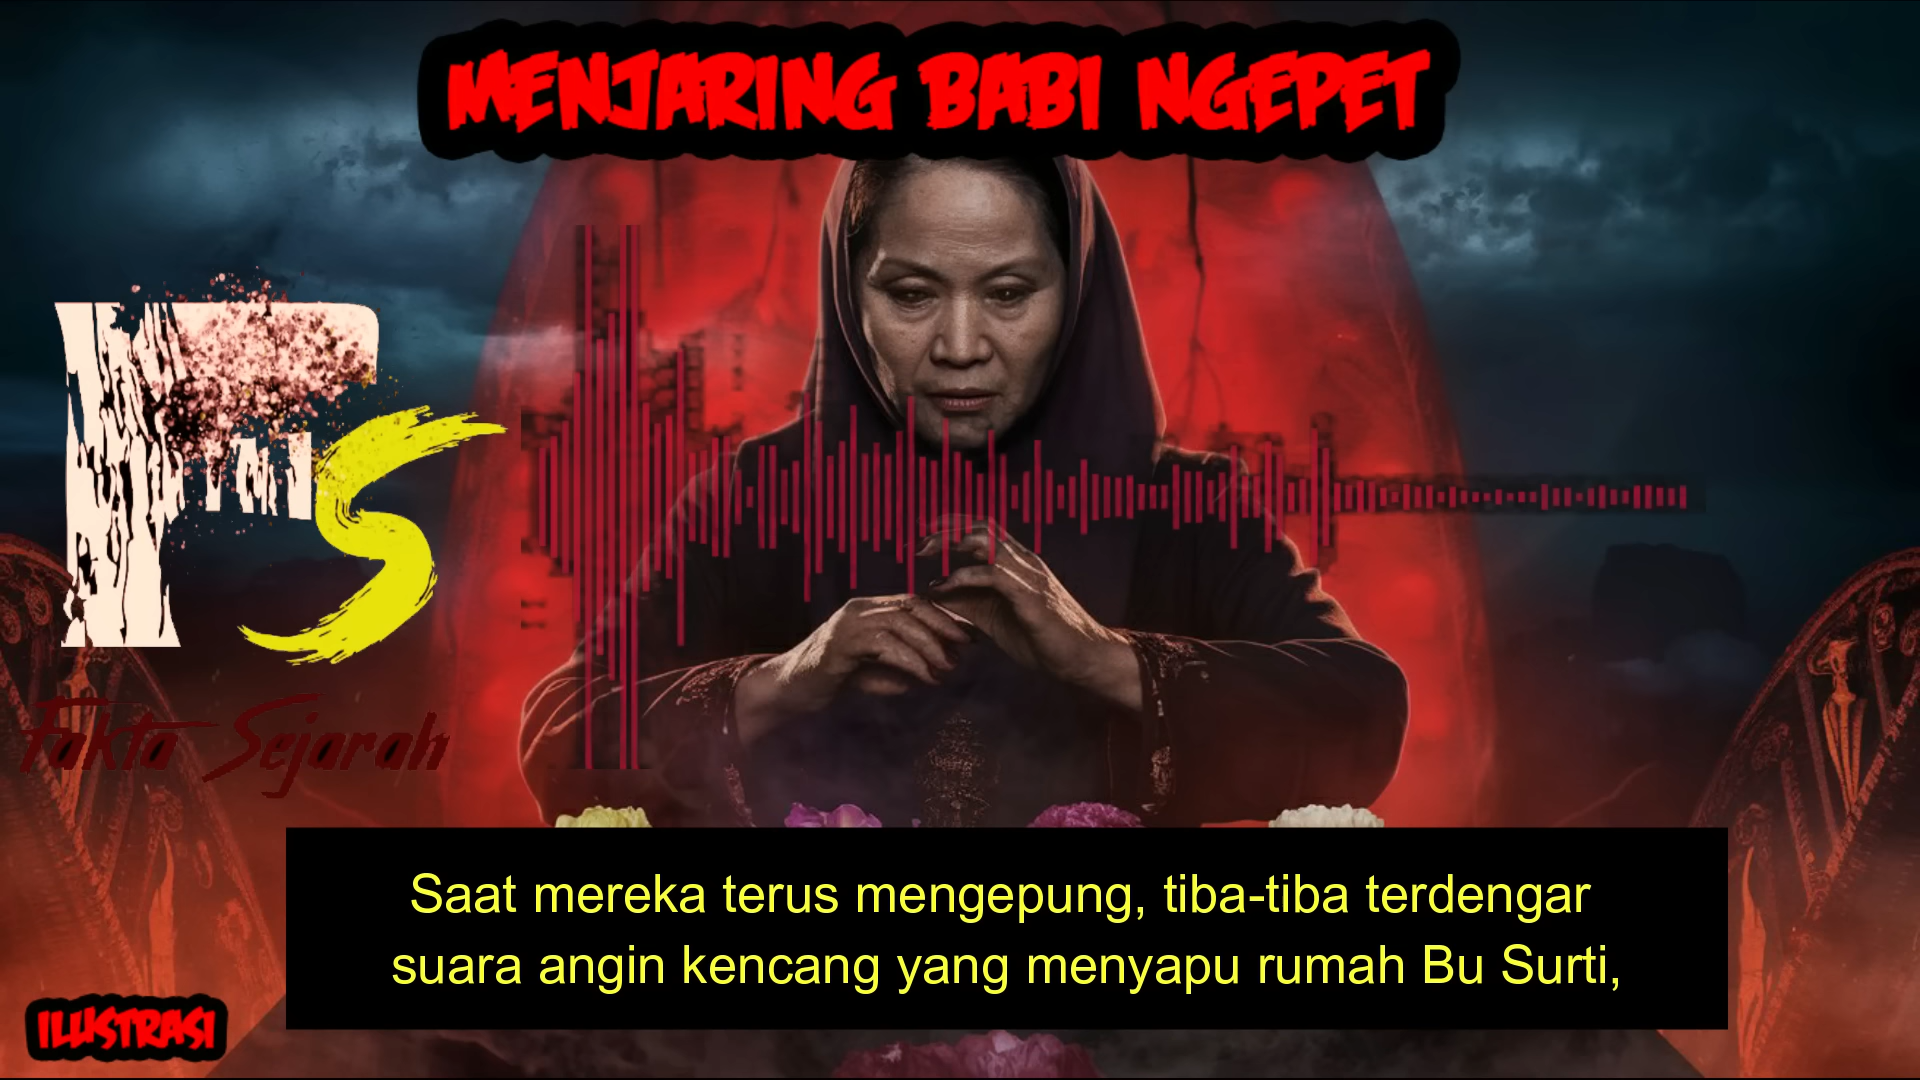 MENJARING BABI NGEPET
FS
Fakta Sejarah
Saat mereka terus mengepung, tiba-tiba terdengar
suara angin kencang yang menyapu rumah Bu Surti,
ILUSTRASI